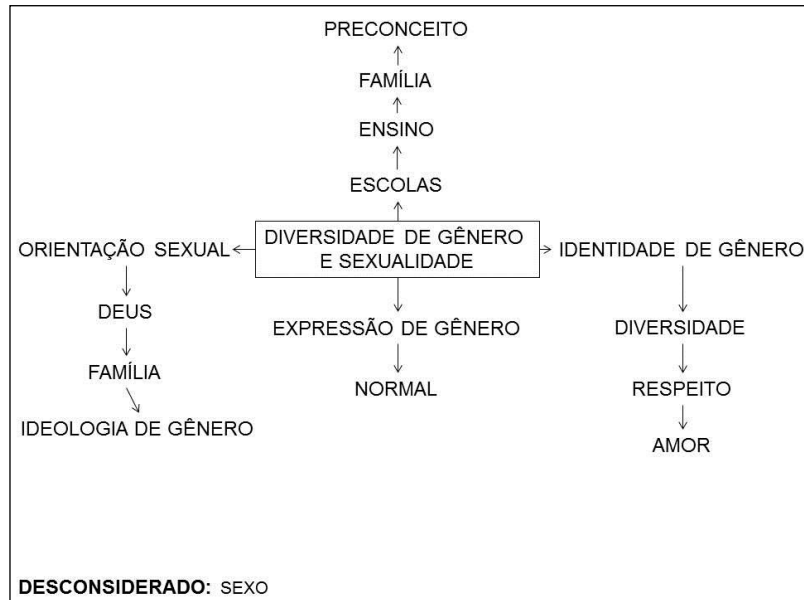 PRECONCEITO
FAMÍLIA
ENSINO
ESCOLAS
ORIENTAÇÃO SEXUAL
DIVERSIDADE DE GÊNERO
E SEXUALIDADE
IDENTIDADE DE GÊNERO
DEUS
EXPRESSÃO DE GÊNERO
DIVERSIDADE
FAMÍLIA
NORMAL
RESPEITO
IDEOLOGIA DE GÊNERO
AMOR
DESCONSIDERADO: SEXO